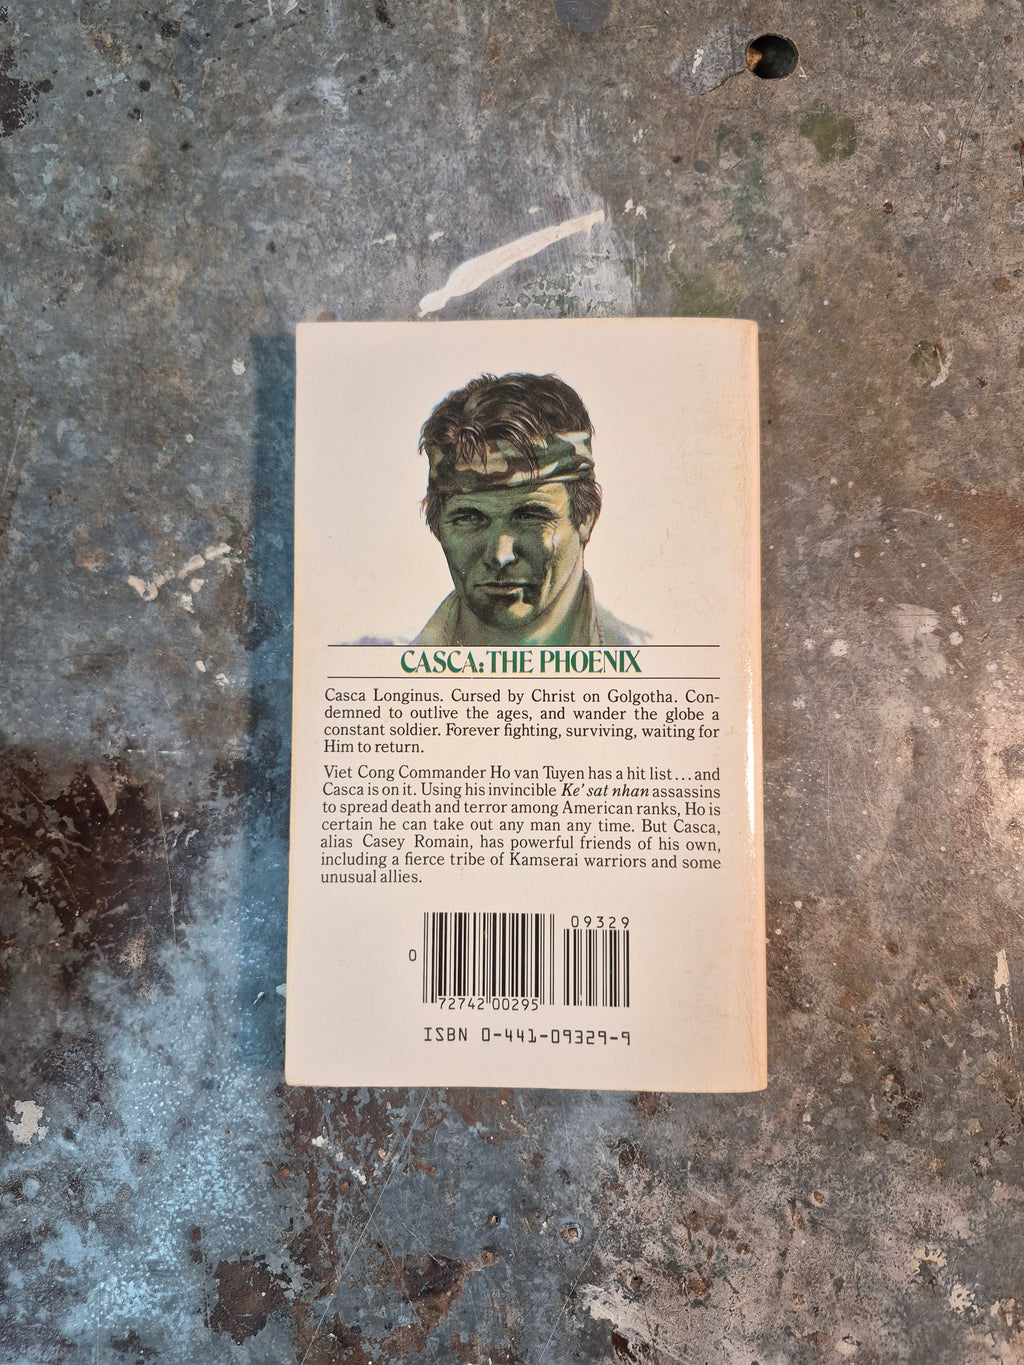 CASCA: THE PHOENIX
Casca Longinus. Cursed by Christ on Golgotha. Con-
demned to outlive the ages, and wander the globe a
constant soldier. Forever fighting, surviving, waiting for
Him to return.
Viet Cong Commander Ho van Tuyen has a hit list...and
Casca is on it. Using his invincible Ke' sat nhan assassins
to spread death and terror among American ranks, Ho is
certain he can take out any man any time. But Casca,
alias Casey Romain, has powerful friends of his own,
including a fierce tribe of Kamserai warriors and some
unusual allies.
09329
0
72742 00295
ISBN 0-441-09329-9